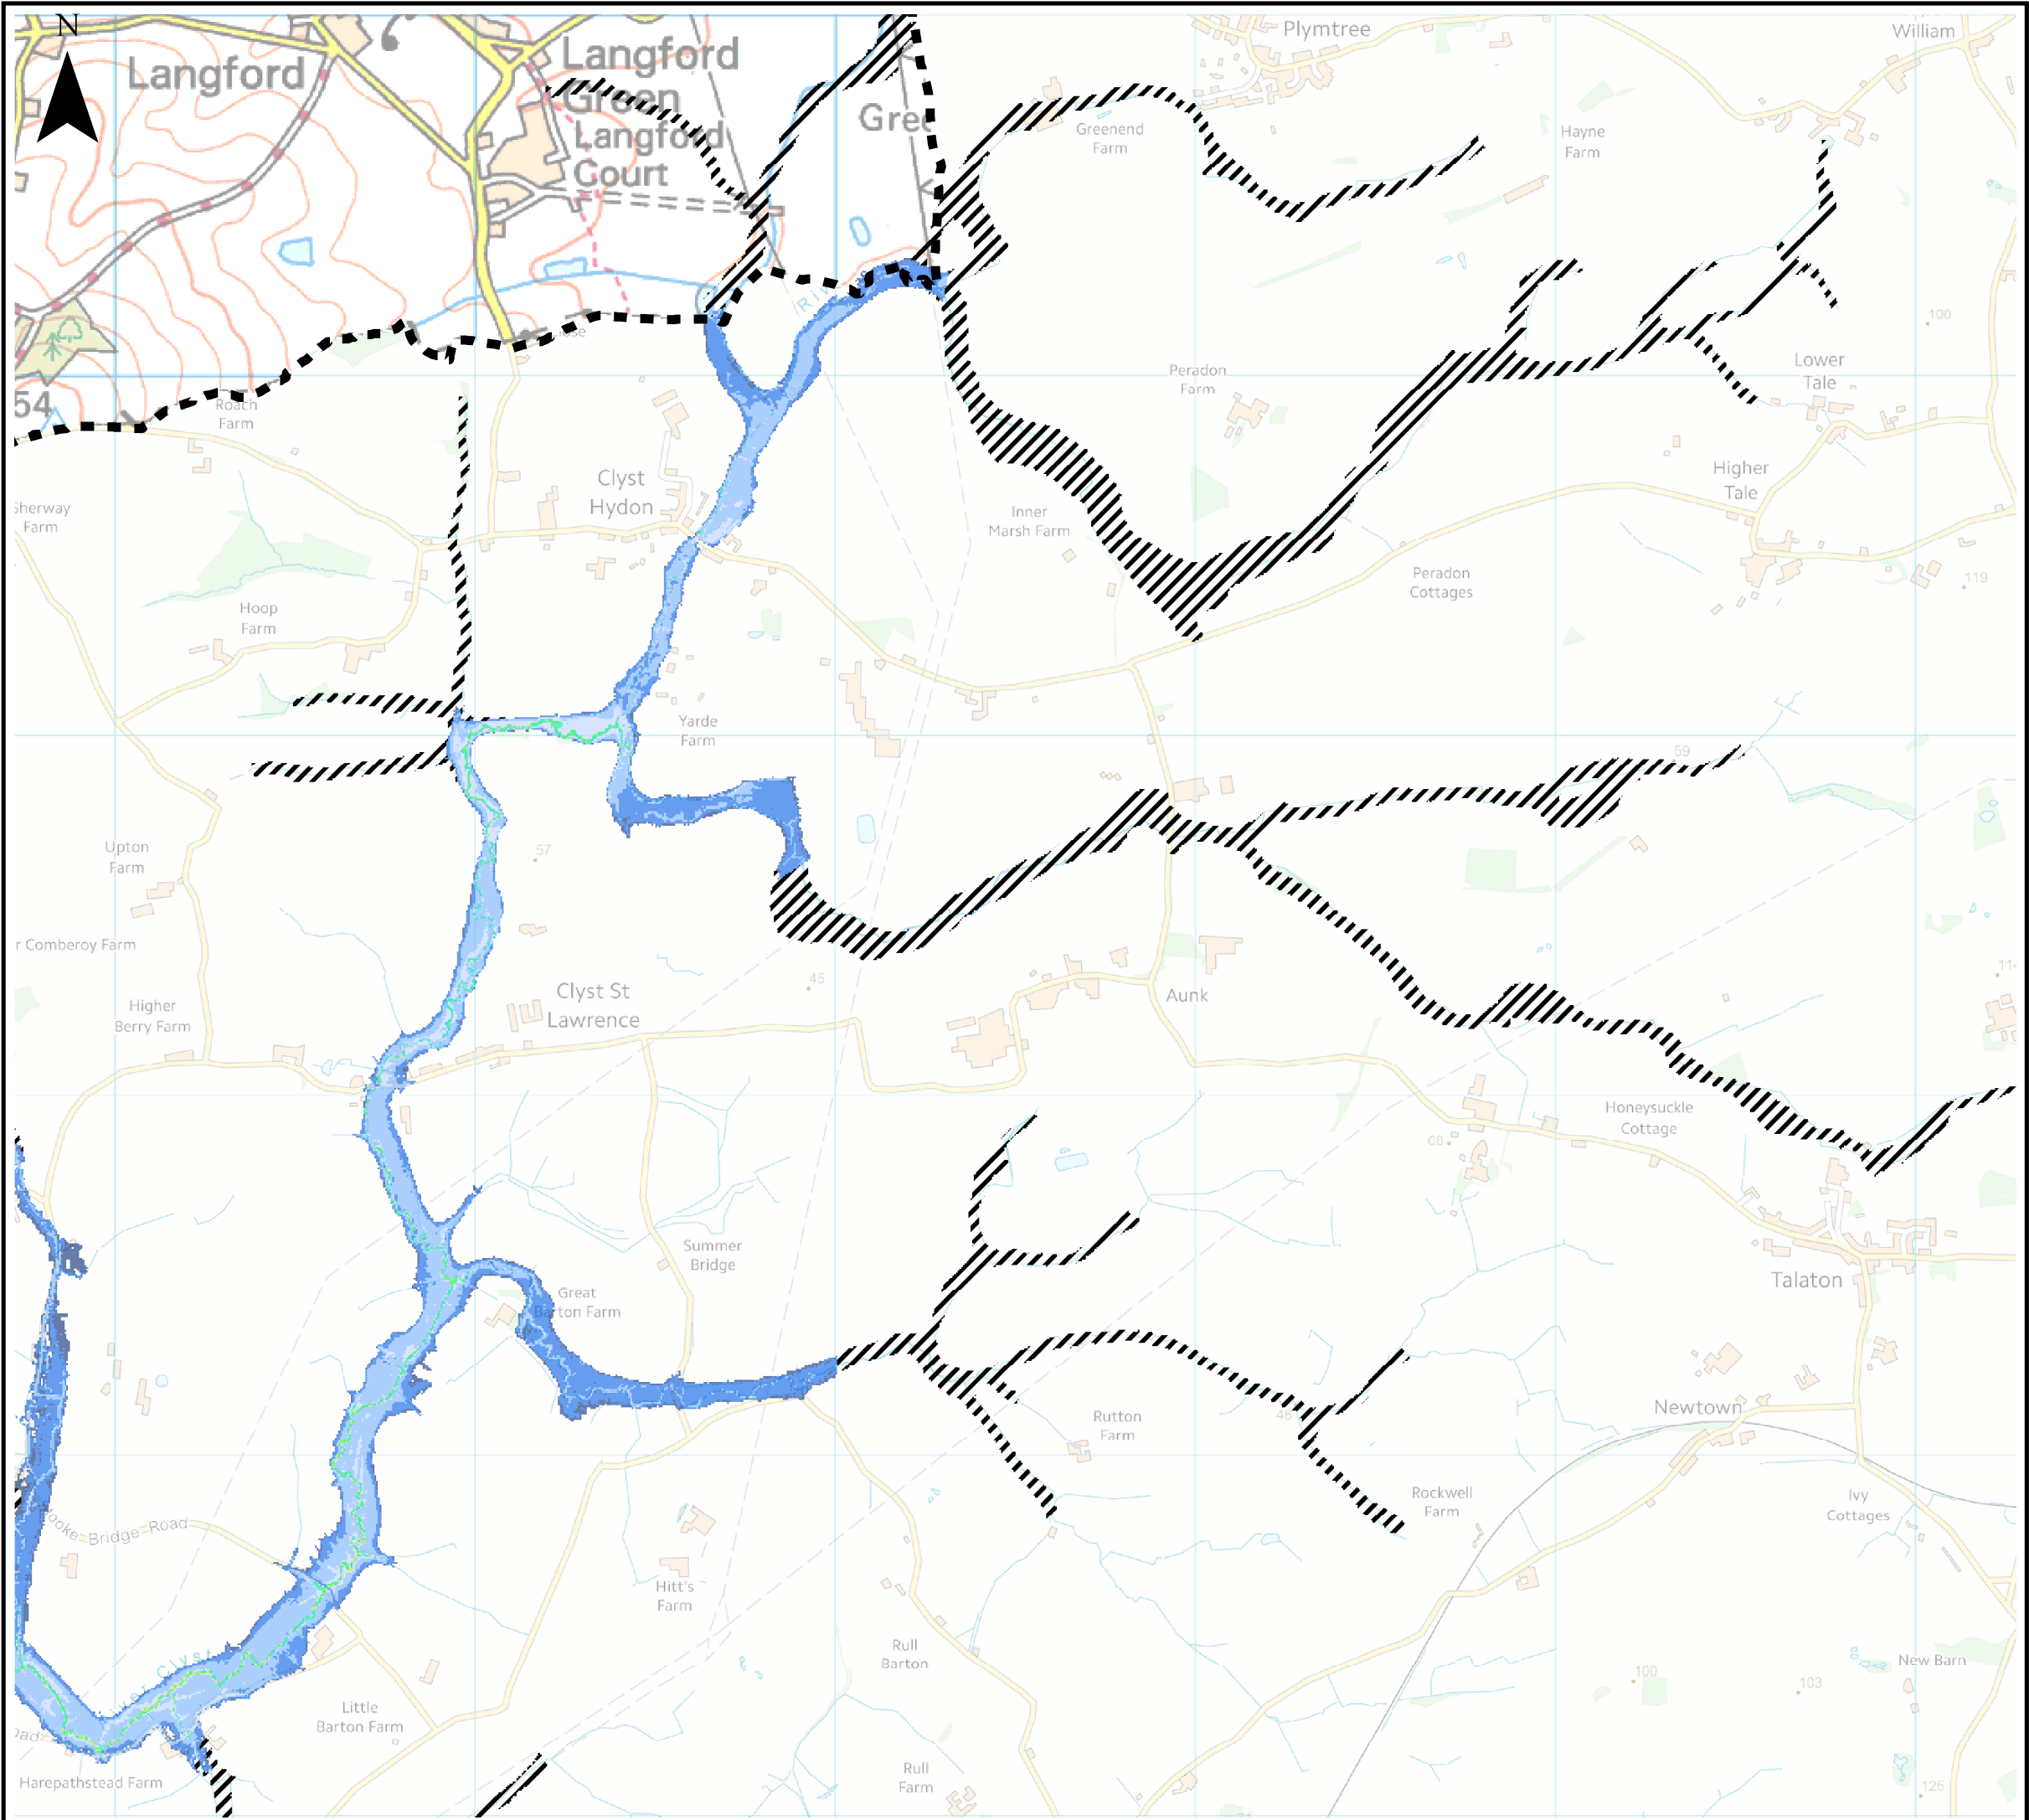 N
Plymtree
William
Langford
Langford
Green
Langford
Court
Greenend
Farm
Hayne
Farm
100
Lower
Tale
Peradon
Farm
54
Roach
Farm
Higher
Tale
Clyst
Hydon
Sherway
Farm
Inner
Marsh Farm
Peradon
Cottages
119
Hoop
Farm
Yarde
Farm
59
Upton
Farm
57
r Comberoy Farm
45
Clyst St
Lawrence
Aunk
Higher
Berry Farm
Honeysuckle
Cottage
Summer
Bridge
Talaton
Great
Barton Farm
Newtown
Rutton
Farm
Rockwell
Farm
Ivy
Cottages
ooke Bridge Road
Hitt's
Farm
Rull
Barton
New Barn
100
103
Little
Barton Farm
Harepathstead Farm
Rull
Farm
125